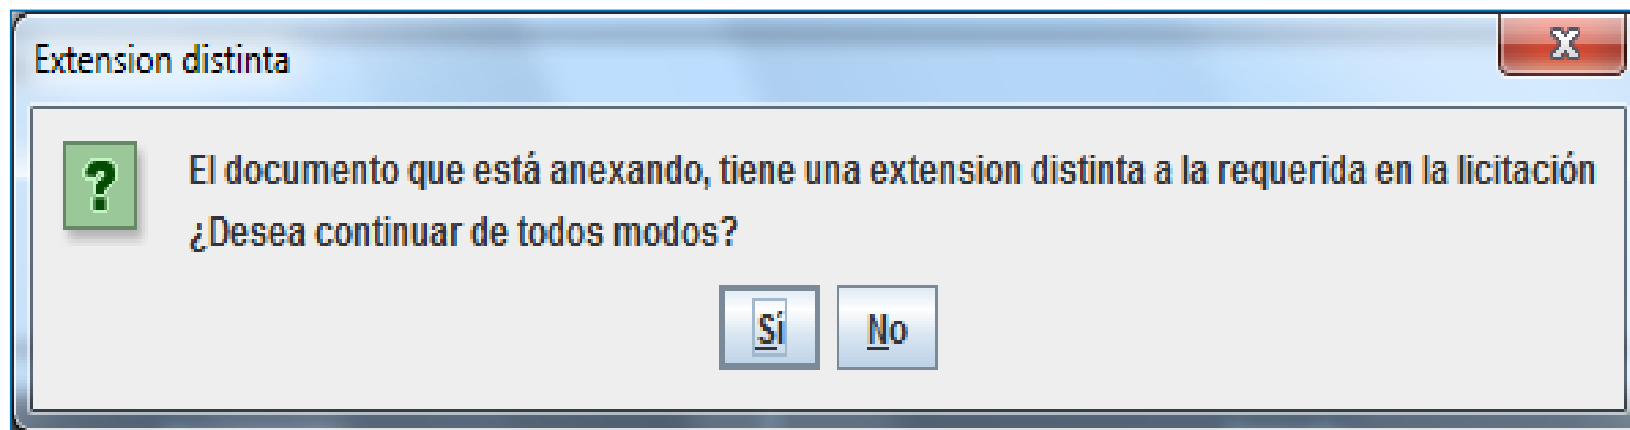 Extension distinta
El documento que está anexando, tiene una extension distinta a la requerida en la licitación
¿Desea continuar de todos modos?
Sí No